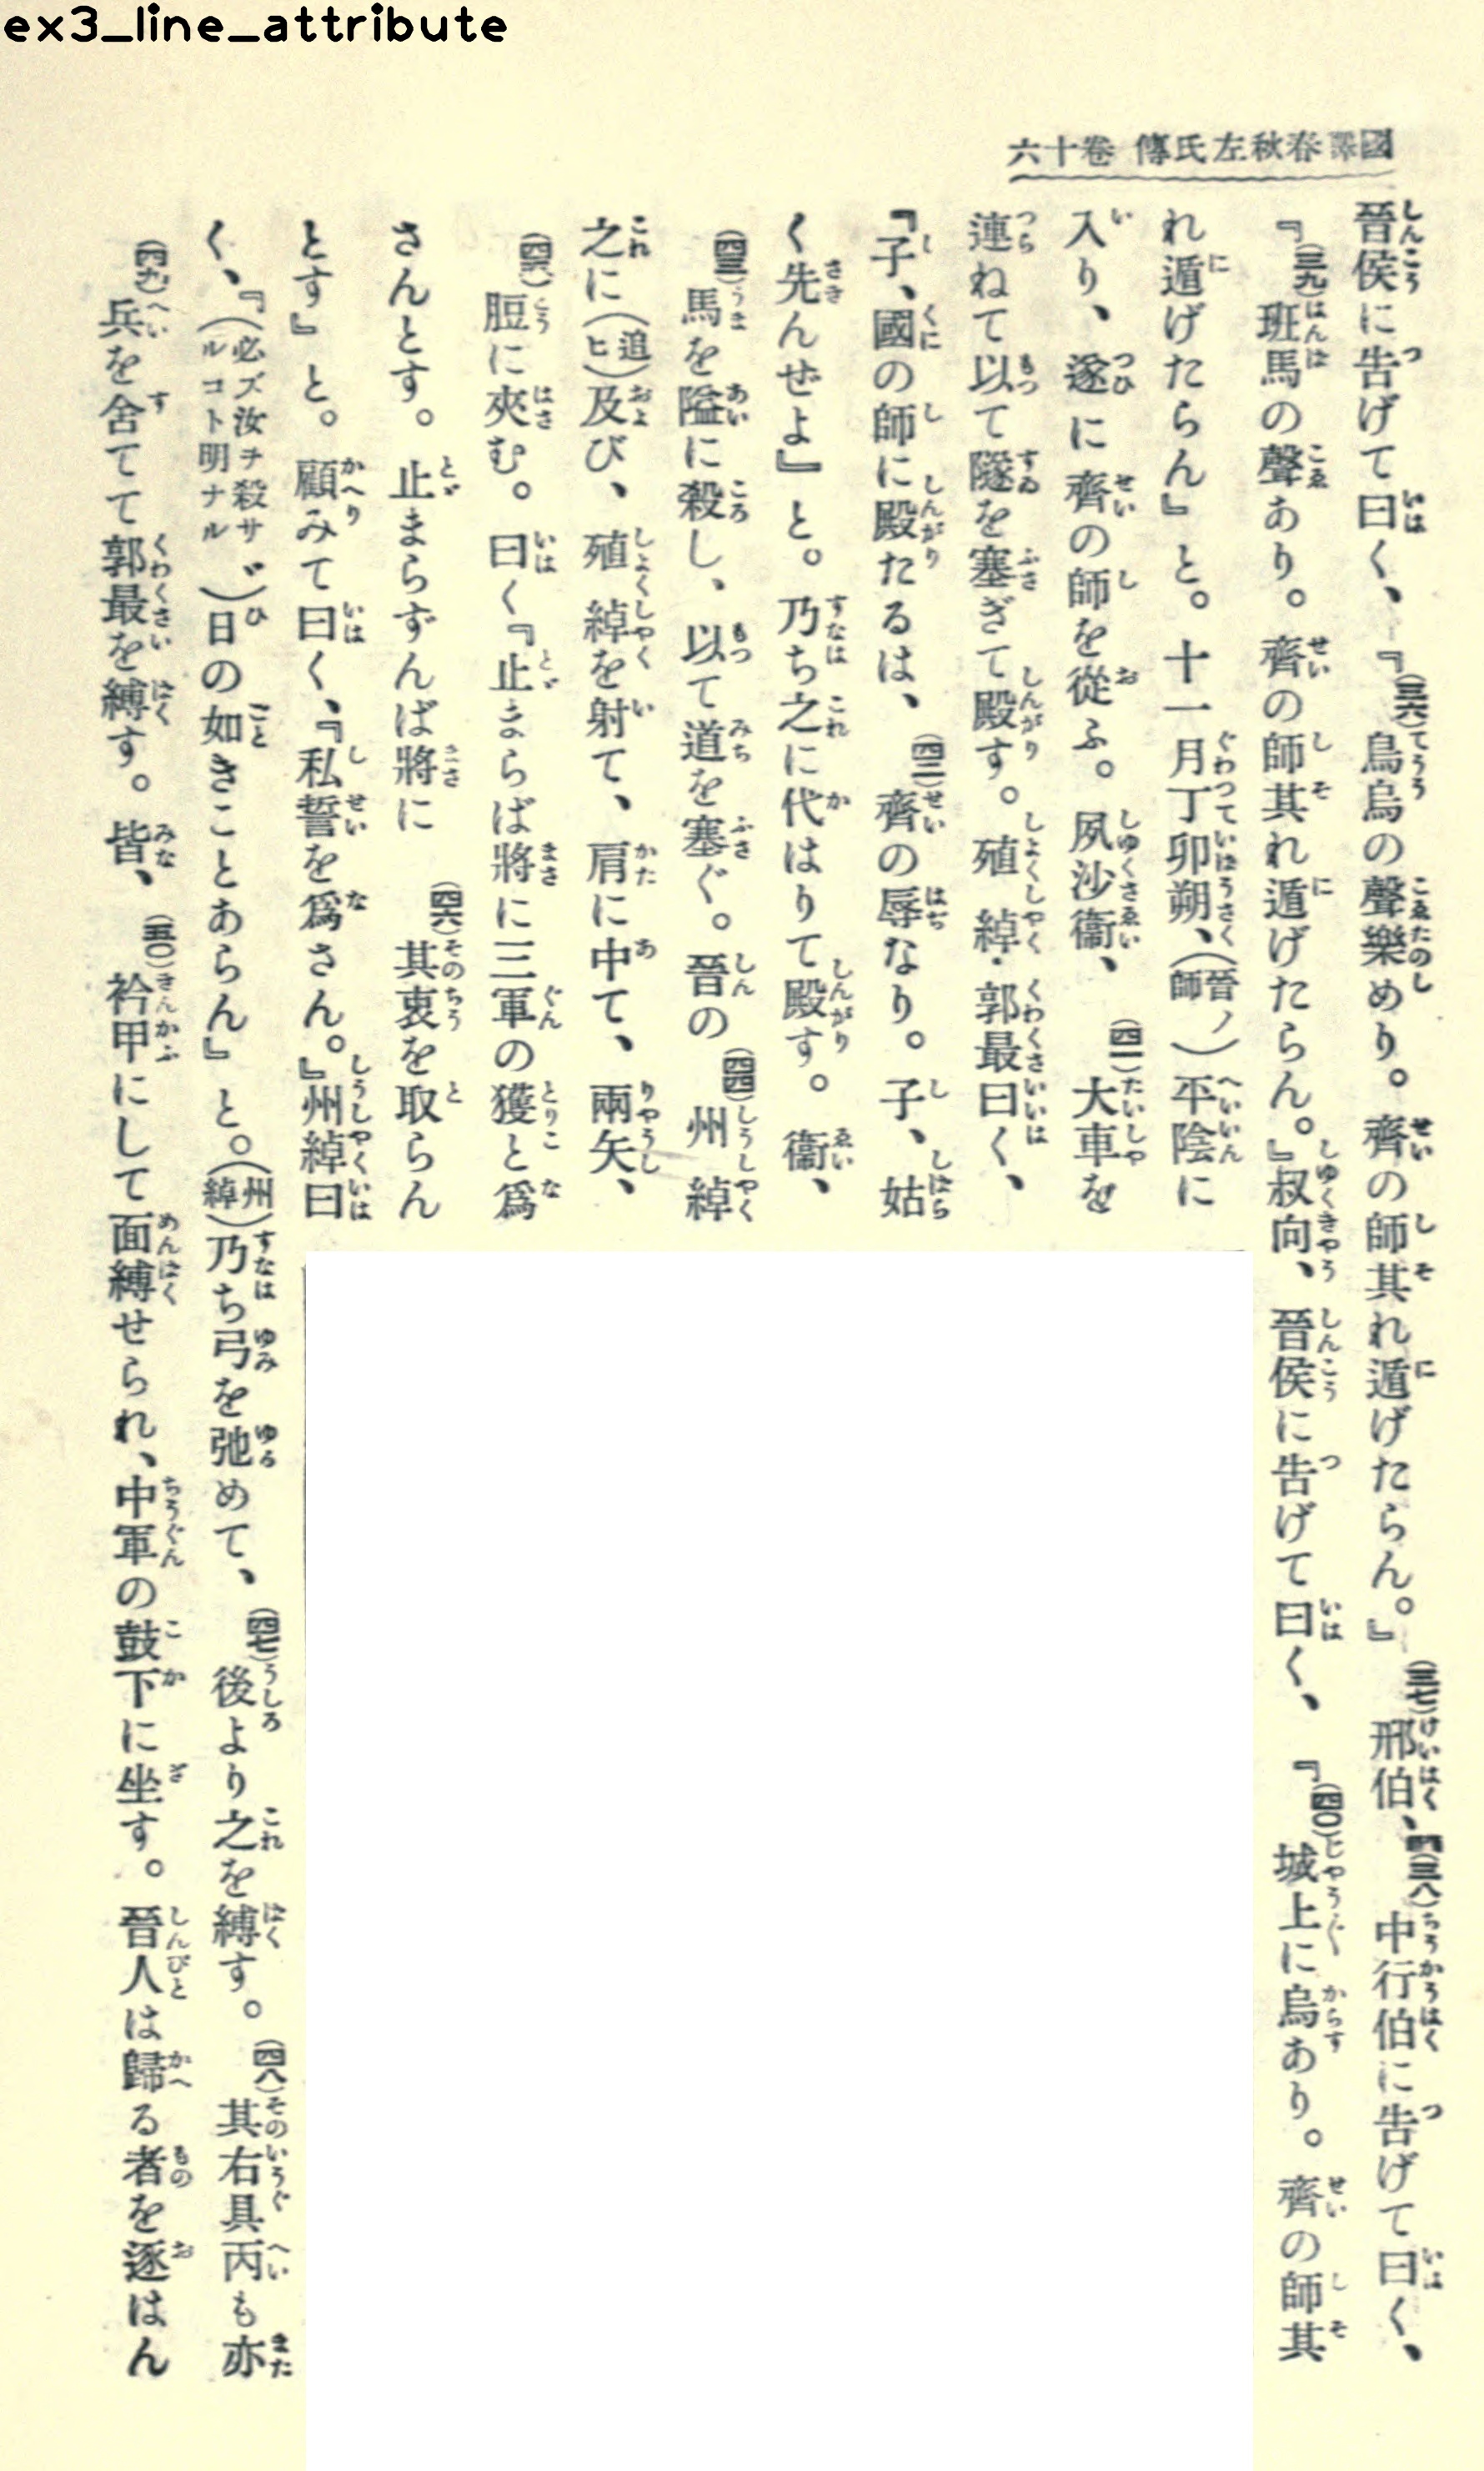 ex3_line_attribute
國譯春秋左氏傳 卷十六
晉侯に告げて曰く、『(三六)鳥烏の聲樂めり。齊の師其れ遁げたらん。』(三七)邢伯、(三八)中行伯に告げて曰く、
『(三九)班馬の聲あり。齊の師其れ遁げたらん。』叔向、晉侯に告げて曰く、『(四〇)城上に烏あり。齊の師其
れ遁げたらん』と。十一月丁卯朔、(晉ノ師)平陰に
入り、遂に齊の師を從ふ。夙沙衞、(四一)大車を
連ねて以て隧を塞ぎて殿す。殖綽·郭最曰く、
『子、國の師に殿たるは、(四二)齊の辱なり。子、姑
く先んぜよ』と。乃ち之に代はりて殿す。衞、
(四三)馬を隘に殺し、以て道を塞ぐ。晉の(四四)州綽
之に(追ヒ)及び、殖綽を射て、肩に中て、兩矢、
脰に夾む。曰く『止まらば將に三軍の獲と爲
さんとす。止まらずんば將に(四六)其衷を取らん
とす』と。顧みて曰く、『私誓を爲さん。』州綽曰
く、『(必ズ汝ヲ殺サヾルコト明ナル)日の如きことあらん』と。(州綽)乃ち弓を弛めて、(四七)後より之を縛す。(四八)其右具丙も亦
(四九)兵を舍てて郭最を縛す。皆、(五〇)衿甲にして面縛せられ、中軍の鼓下に坐す。晉人は歸る者を逐はん